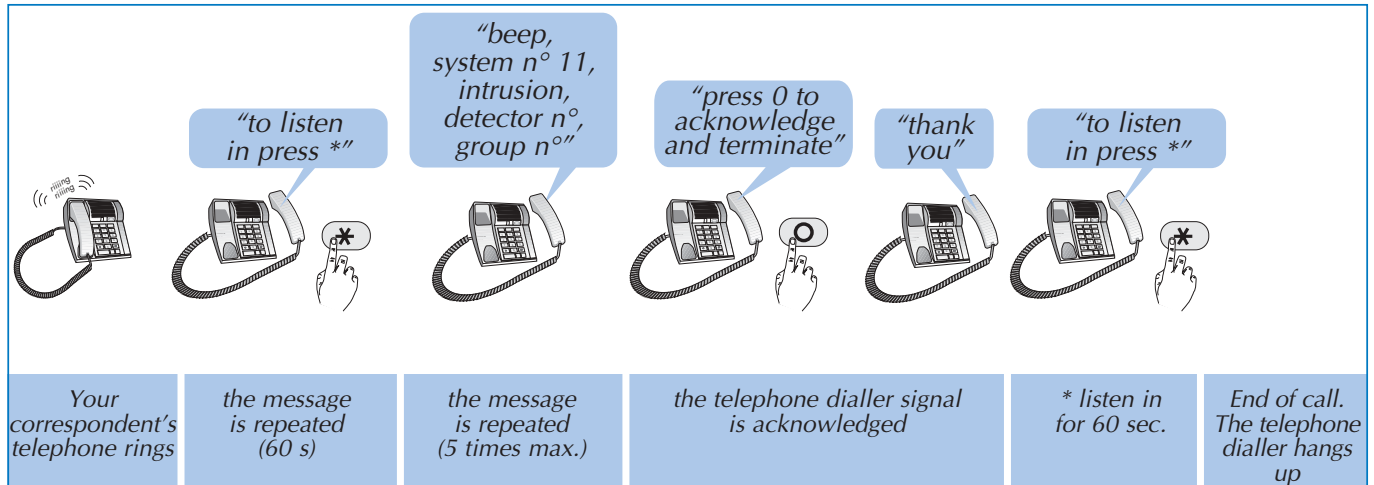 riiiing
riiiing
“to listen
in press *”
“beep,
system n° 11,
intrusion,
detector n°,
group n°”
“press 0 to
acknowledge
and terminate”
“thank
you”
“to listen
in press *”
*
O
*
Your
correspondent's
telephone rings
the message
is repeated
(60 s)
the message
is repeated
(5 times max.)
the telephone dialler signal
is acknowledged
* listen in
for 60 sec.
End of call.
The telephone
dialler hangs
up